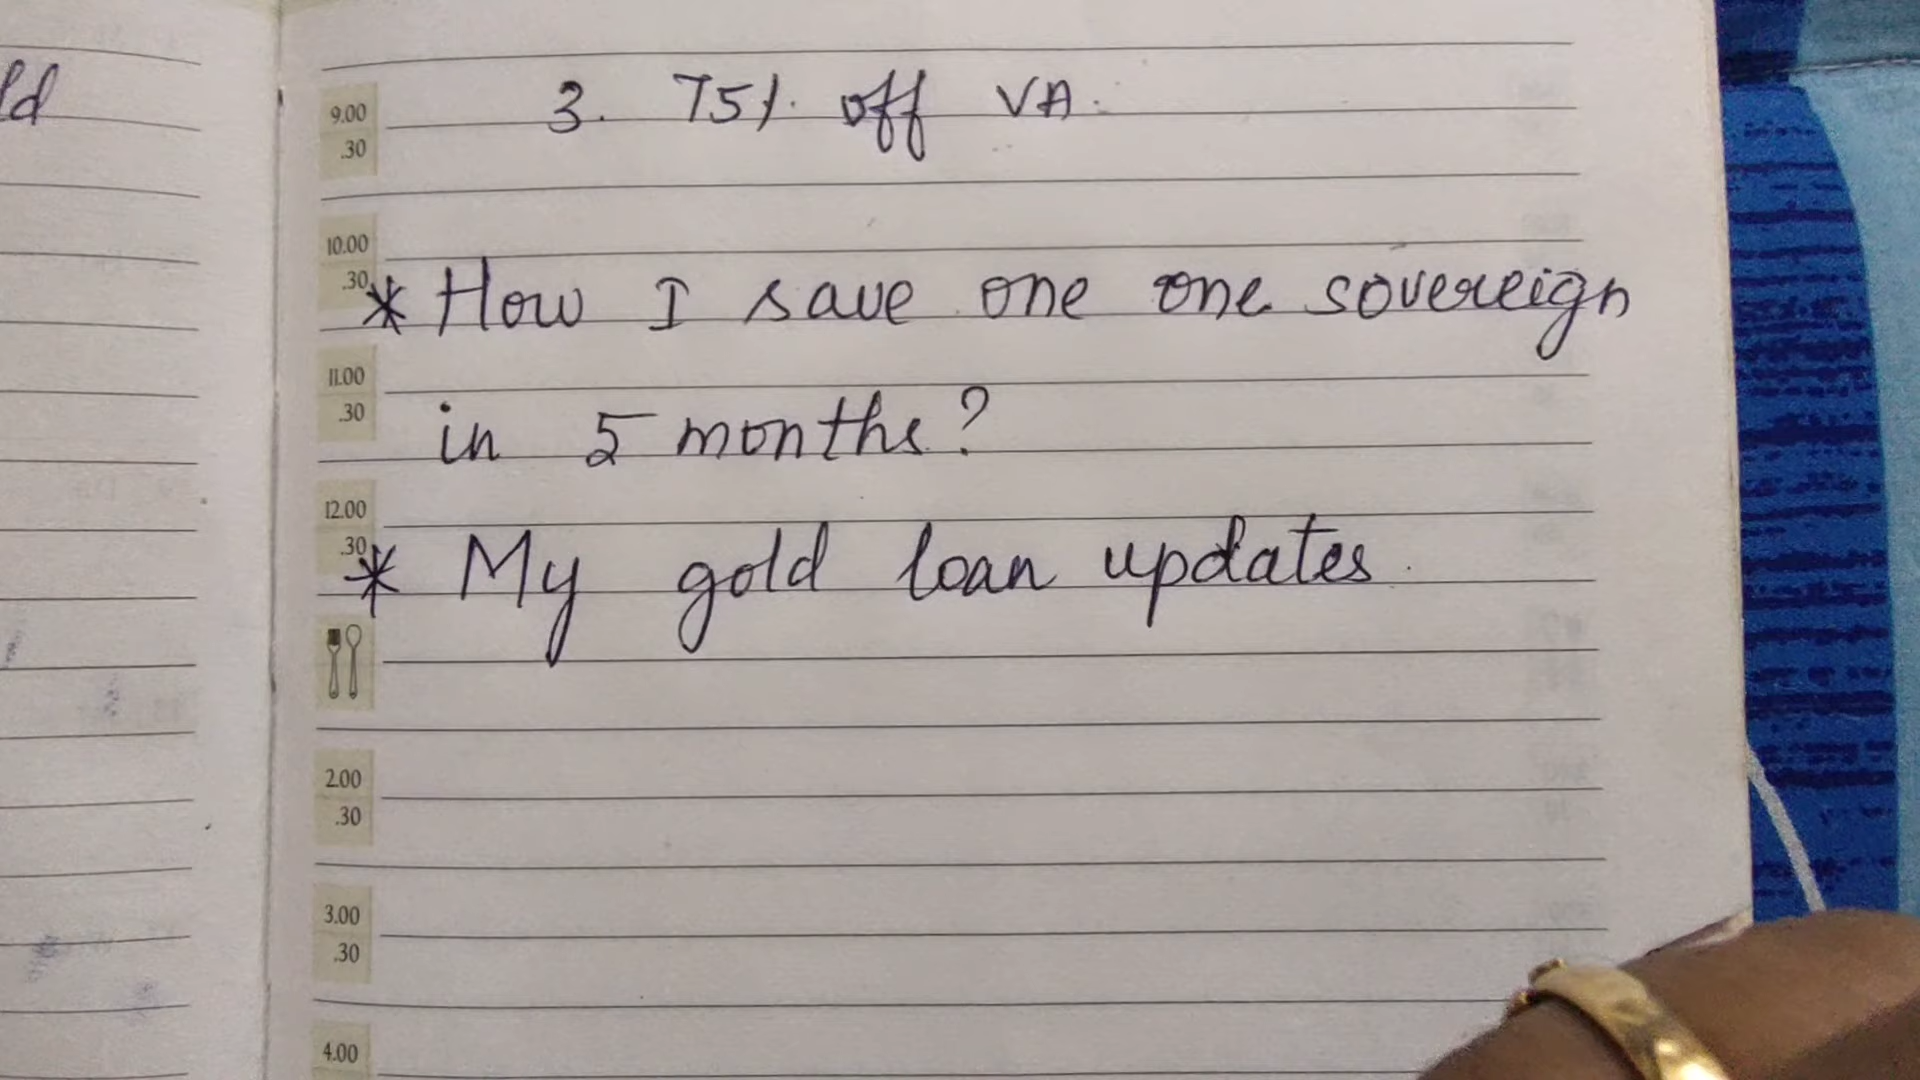 ld
9.00
3. 75%. off VA.
.30
10.00
.30
* How I save one one sovereign
11.00
.30
in 5 months?
12.00
.30
* My gold loan updates.
2.00
.30
3.00
.30
4.00